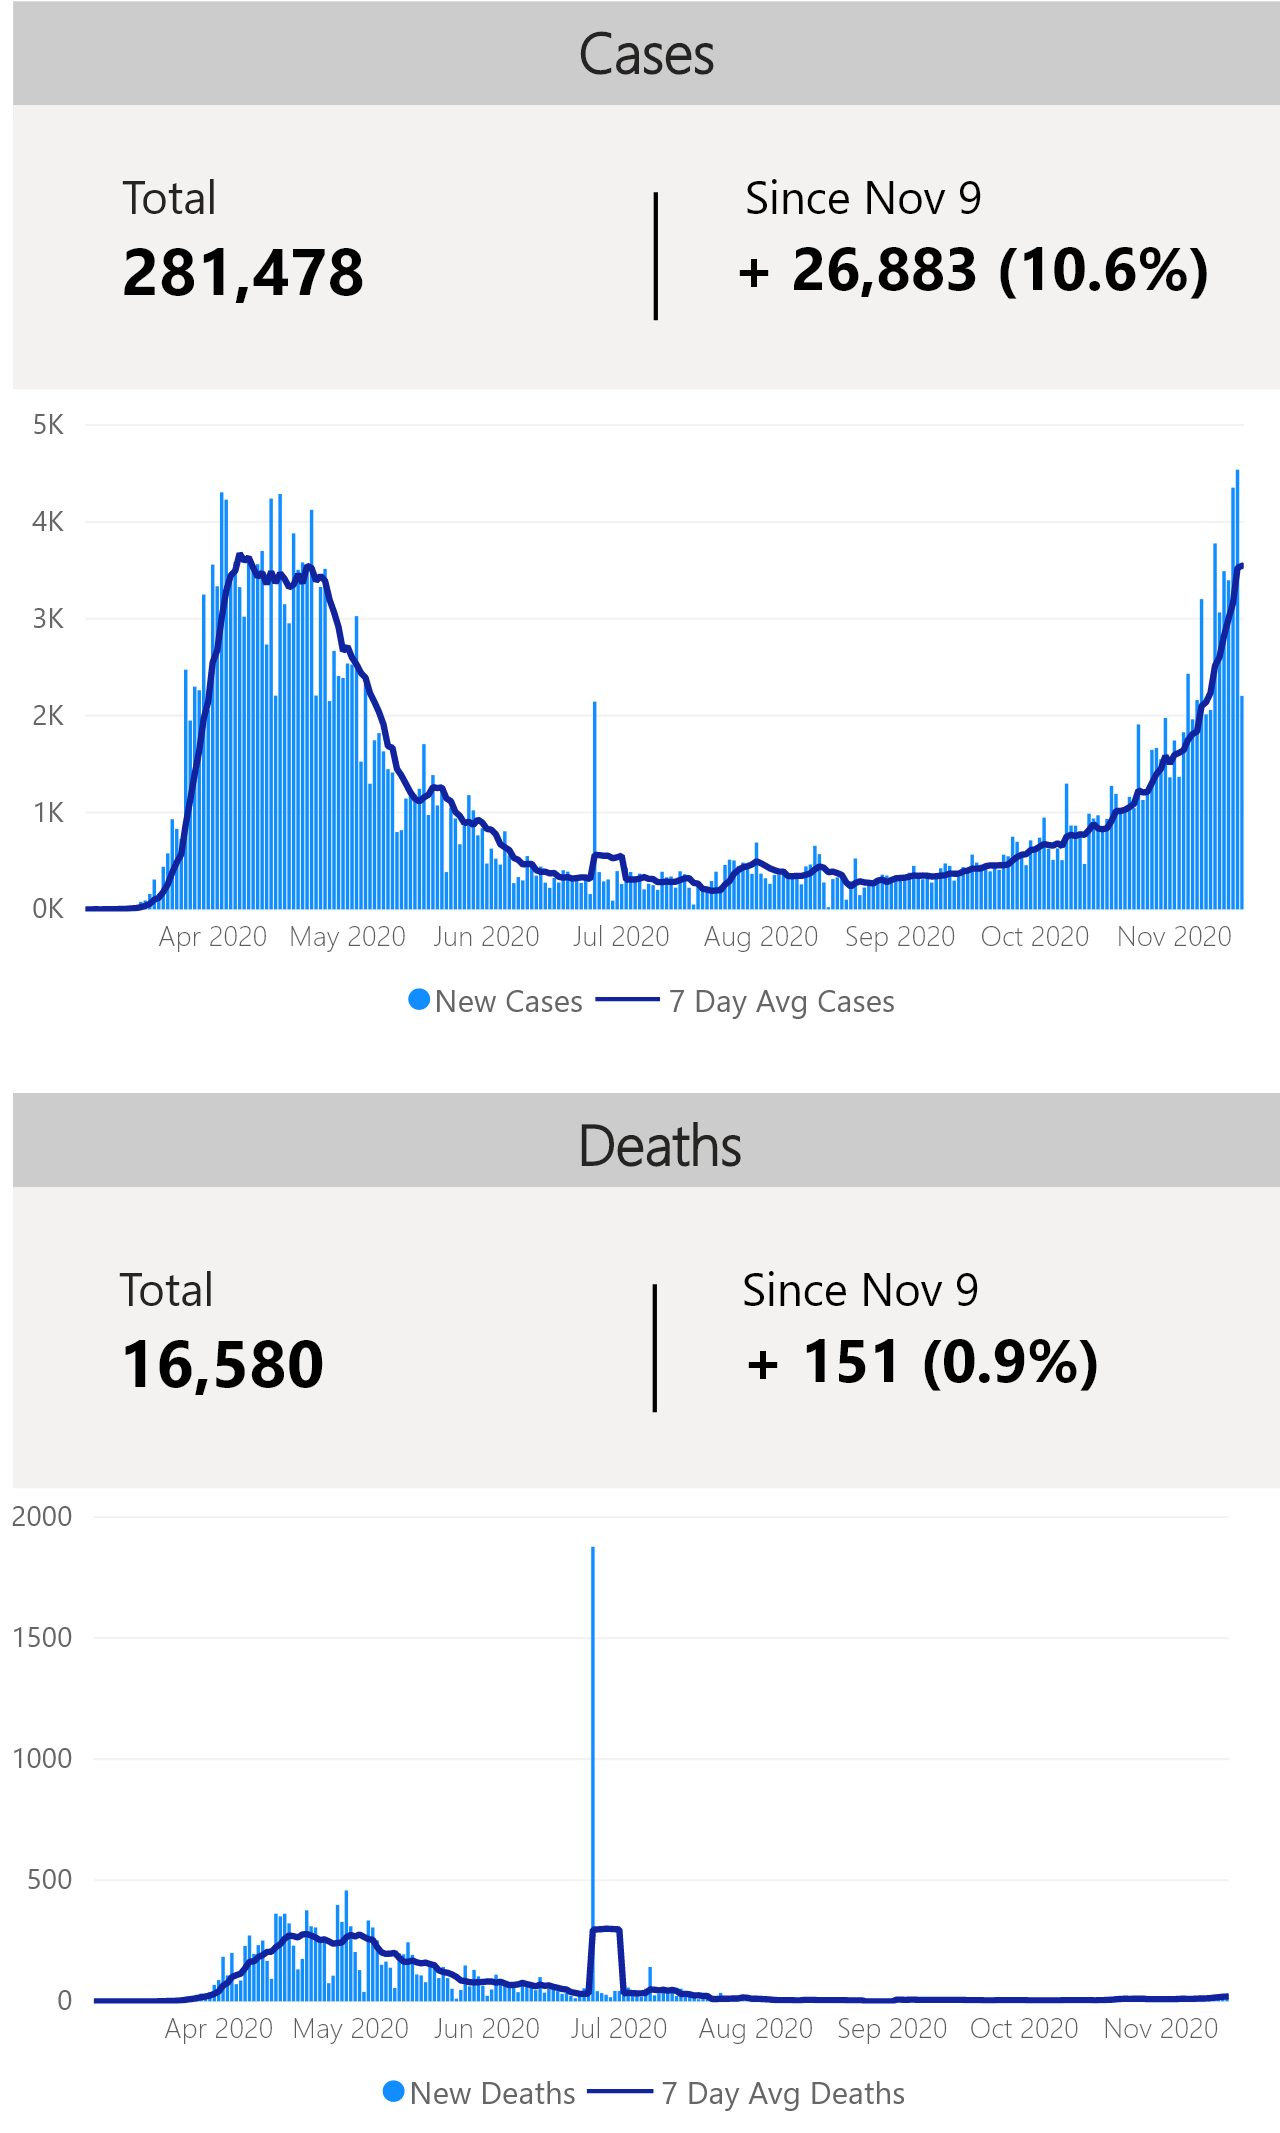 Cases
Total
Since Nov 9
281,478
+ 26,883 (10.6%)
5K
4K
3K
2K
1K
0K
Apr 2020 May 2020 Jun 2020 Jul 2020 Aug 2020 Sep 2020 Oct 2020 Nov 2020
New Cases 7 Day Avg Cases
Deaths
Total
Since Nov 9
16,580
+ 151 (0.9%)
2000
1500
1000
500
0
Apr 2020 May 2020 Jun 2020 Jul 2020 Aug 2020 Sep 2020 Oct 2020 Nov 2020
New Deaths 7 Day Avg Deaths